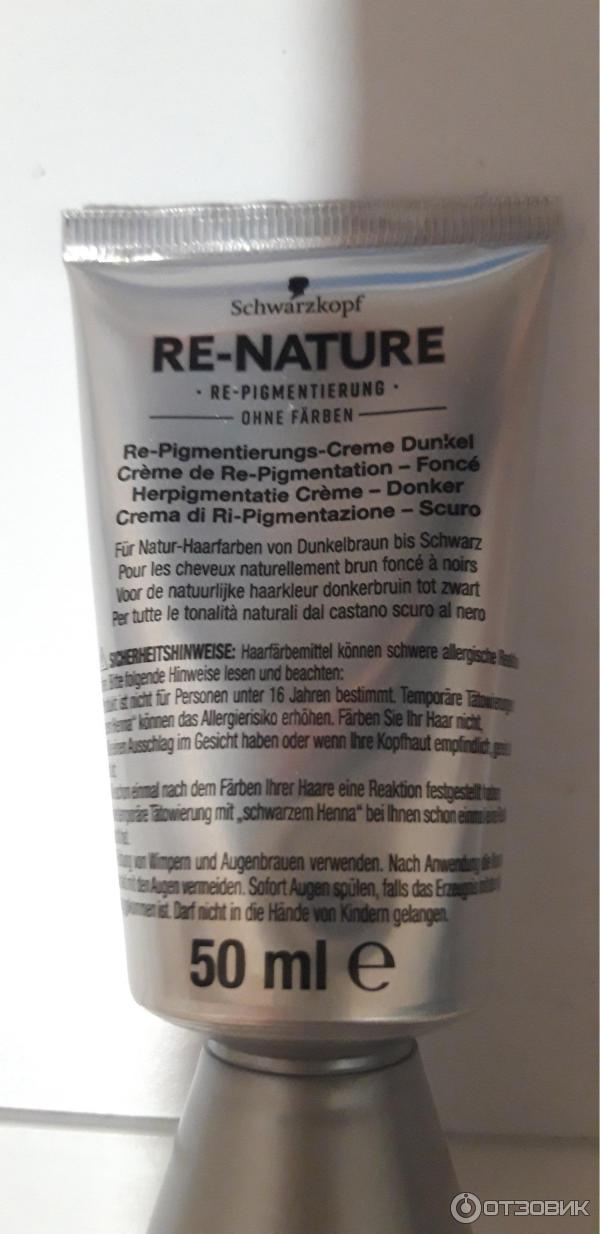 Schwarzkopf
RE-NATURE
· RE-PIGMENTIERUNG ·
OHNE FÄRBEN
Re-Pigmentierungs-Creme Dunkel
Crème de Re-Pigmentation – Foncé
Herpigmentatie Crème – Donker
Crema di Ri-Pigmentazione – Scuro
Für Natur-Haarfarben von Dunkelbraun bis Schwarz
Pour les cheveux naturellement brun foncé à noirs
Voor de natuurlijke haarkleur donkerbruin tot zwart
Per tutte le tonalità naturali dal castano scuro al nero
SICHERHEITSHINWEISE: Haarfärbemittel können schwere allergische
folgende Hinweise lesen und beachten:
ist nicht für Personen unter 16 Jahren bestimmt. Temporäre
Henna“ können das Allergierisiko erhöhen. Färben Sie Ihr Haar nicht,
Ausschlag im Gesicht haben oder wenn Ihre Kopfhaut empfindlich,
einmal nach dem Färben Ihrer Haare eine Reaktion festgestellt
Tätowierung mit „schwarzem Henna“ bei Ihnen schon
von Wimpern und Augenbrauen verwenden. Nach Anwendung die
mit den Augen vermeiden. Sofort Augen spülen, falls das Erzeugnis
ist. Darf nicht in die Hände von Kindern gelangen.
50 ml e
ОТЗОВИК